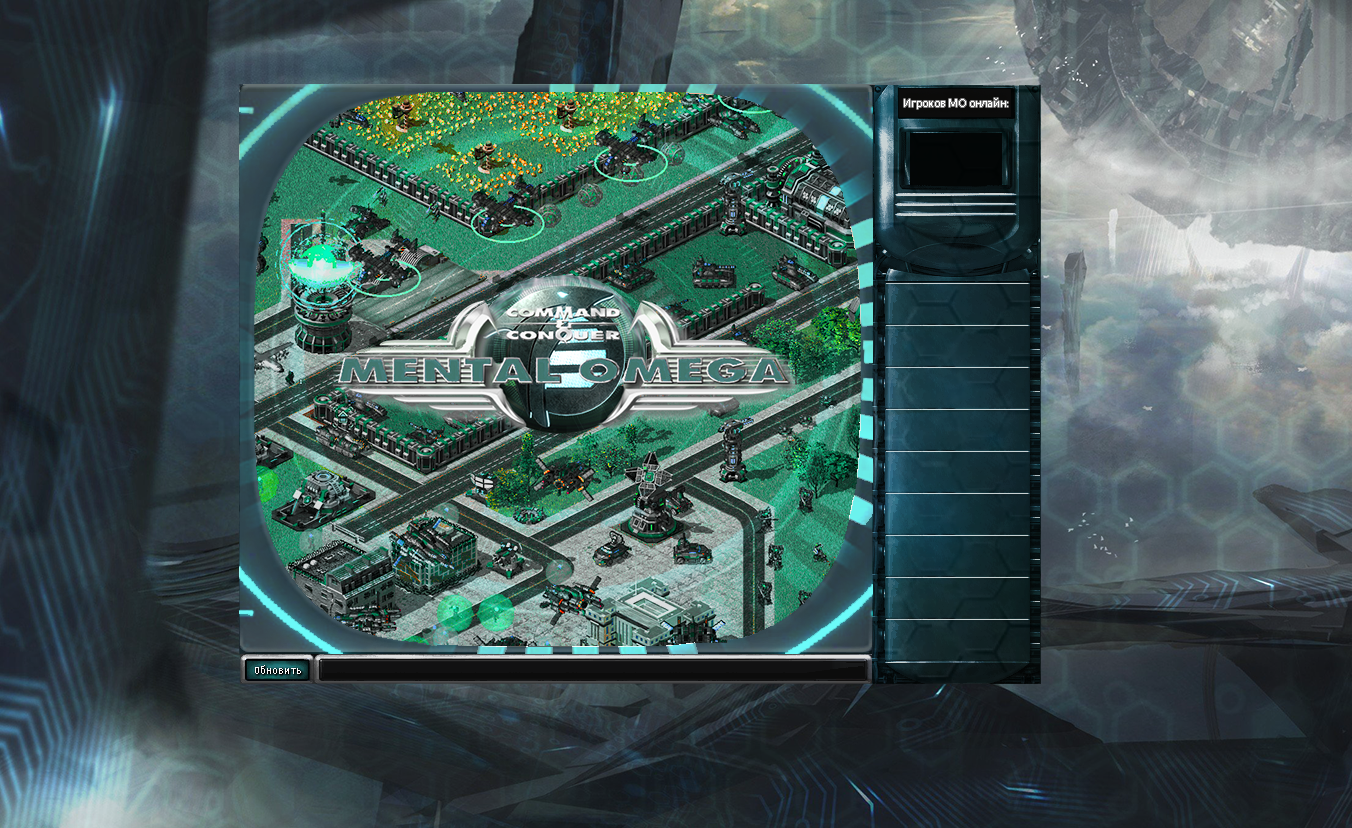 Игроков МО онлайн:
COMMAND
&
CONQUER
MENTAL OMEGA
Обновить